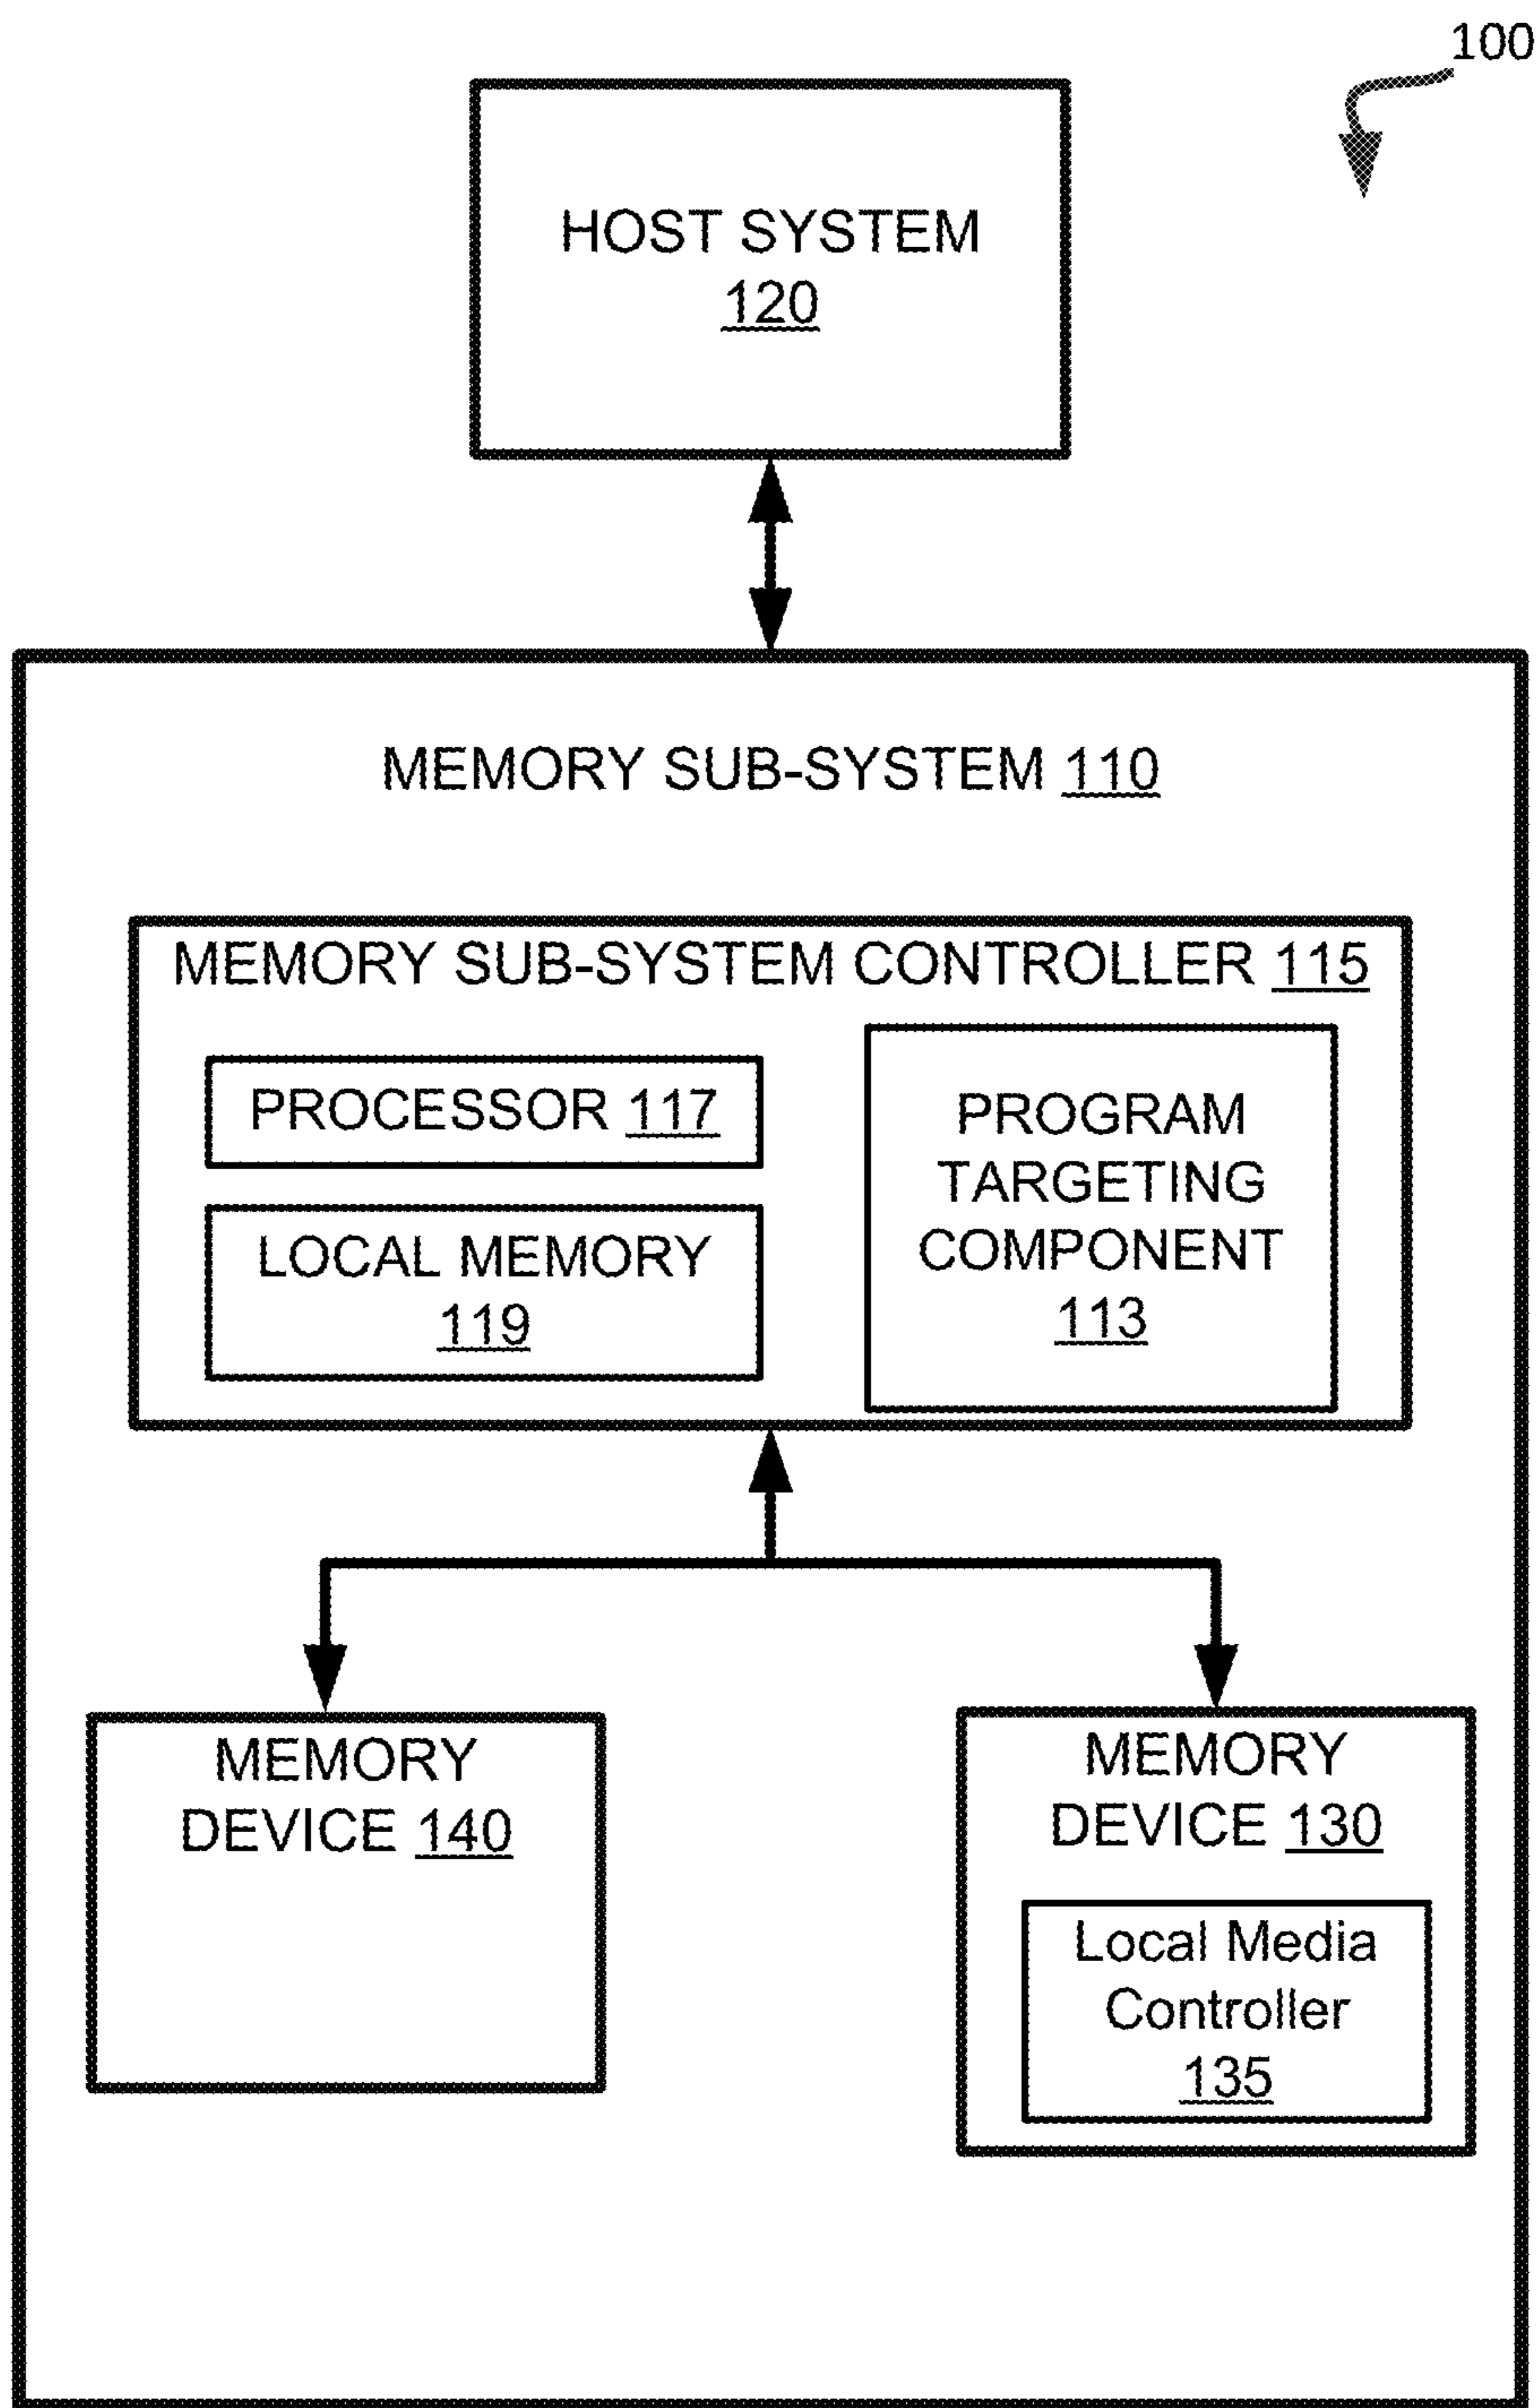 100
HOST SYSTEM
120
MEMORY SUB-SYSTEM 110
MEMORY SUB-SYSTEM CONTROLLER 115
PROCESSOR 117
LOCAL MEMORY
119
PROGRAM
TARGETING
COMPONENT
113
MEMORY
DEVICE 140
MEMORY
DEVICE 130
Local Media
Controller
135